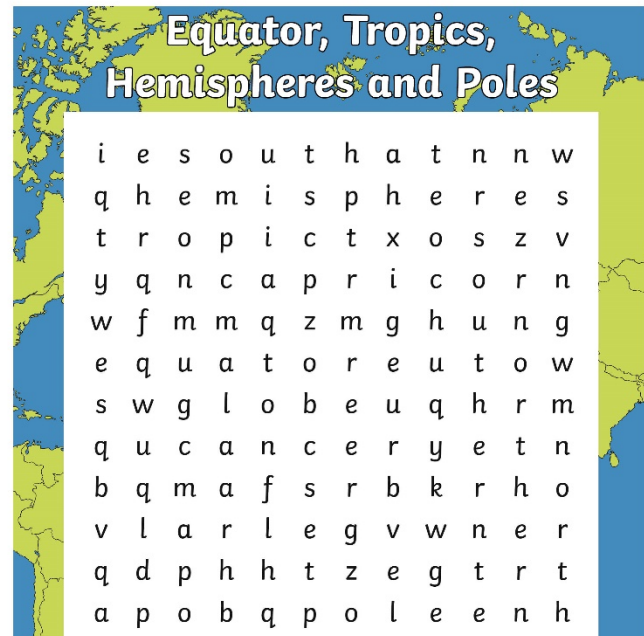 Equator, Tropics,
Hemispheres and Poles
i e s o u t h a t n n w
q h e m i s p h e r e s
t r o p i c t x o s z v
y q n c a p r i c o r n
w f m m q z m g h u n g
e q u a t o r e u t o w
s w g l o b e u q h r m
q u c a n c e r y e t n
b q m a f s r b k r h o
v l a r l e g v w n e r
q d p h h t z e g t r t
a p o b q p o l e e n h